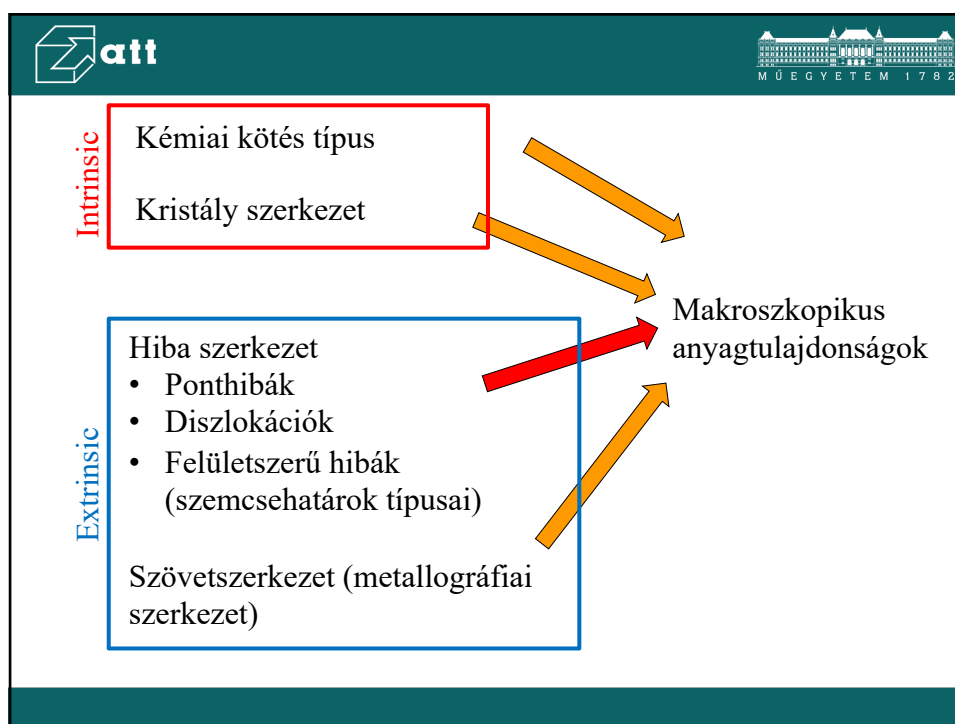 att
MŰEGYETEM 1782
Intrinsic
Kémiai kötés típus
Kristály szerkezet
Makroszkopikus
anyagtulajdonságok
Extrinsic
Hiba szerkezet
• Ponthibák
• Diszlokációk
• Felületszerű hibák
(szemcsehatárok típusai)
Szövetszerkezet (metallográfiai
szerkezet)